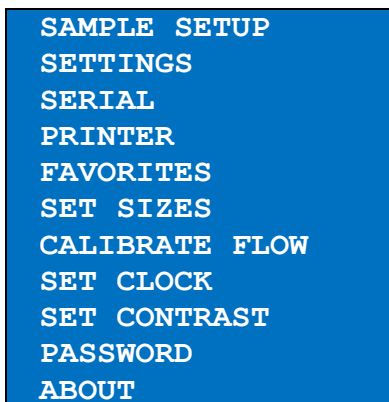 SAMPLE SETUP
SETTINGS
SERIAL
PRINTER
FAVORITES
SET SIZES
CALIBRATE FLOW
SET CLOCK
SET CONTRAST
PASSWORD
ABOUT